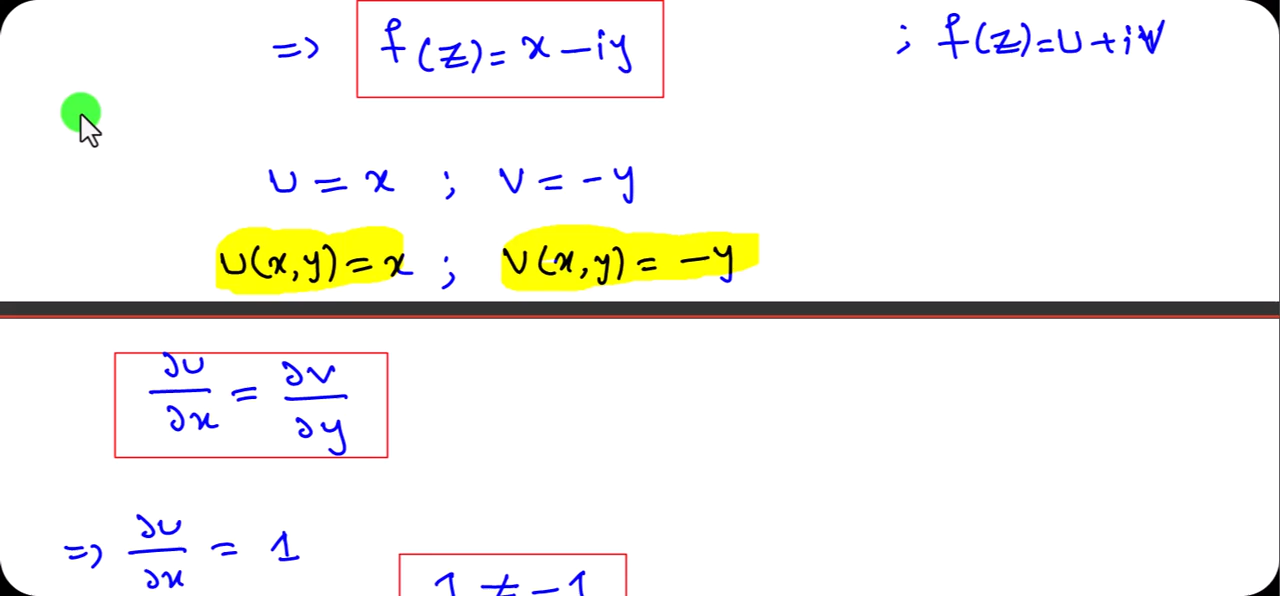 => f(z) = x - iy ; f(z) = u + iv
u = x ; v = -y
u(x,y) = x ; v(x,y) = -y
∂u/∂x = ∂v/∂y
=> ∂u/∂x = 1
1 ≠ -1